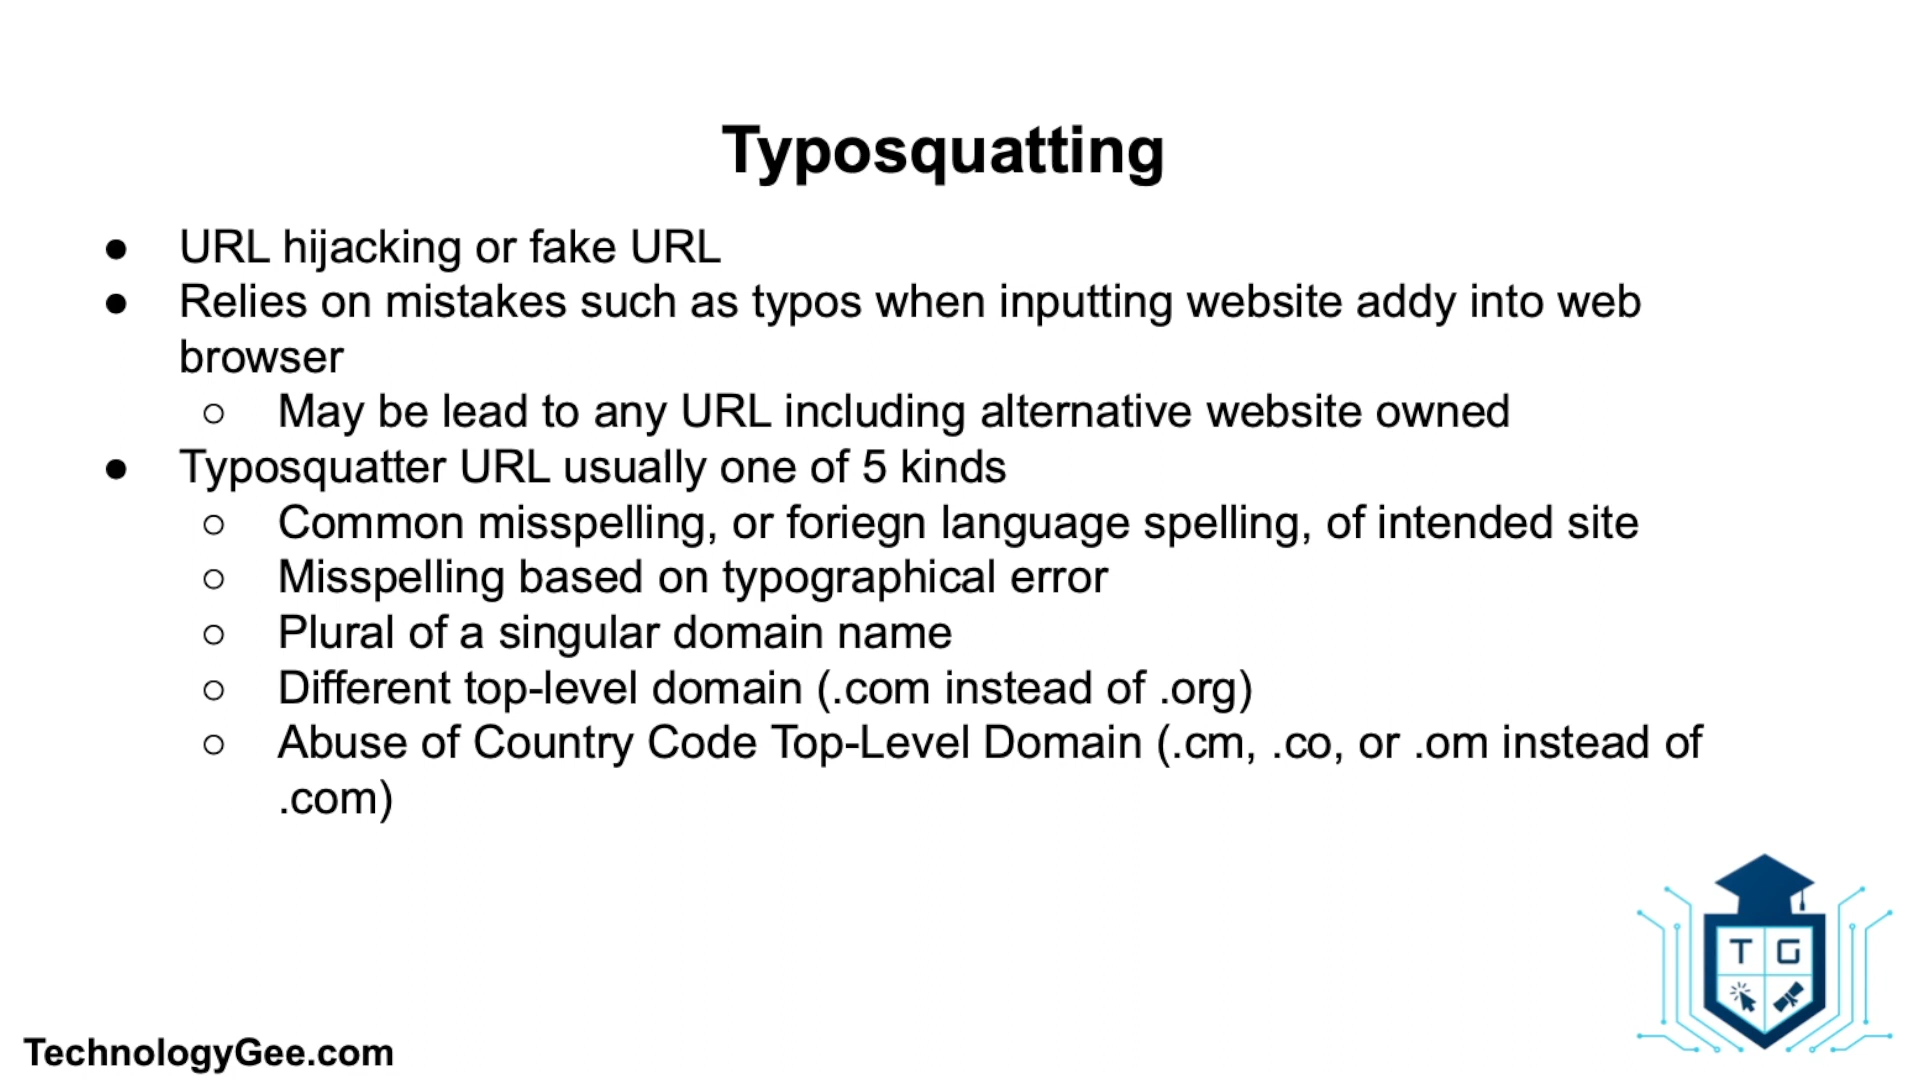 Typosquatting
● URL hijacking or fake URL
● Relies on mistakes such as typos when inputting website addy into web
browser
○ May be lead to any URL including alternative website owned
● Typosquatter URL usually one of 5 kinds
○ Common misspelling, or foriegn language spelling, of intended site
○ Misspelling based on typographical error
○ Plural of a singular domain name
○ Different top-level domain (.com instead of .org)
○ Abuse of Country Code Top-Level Domain (.cm, .co, or .om instead of
.com)
T G
TechnologyGee.com